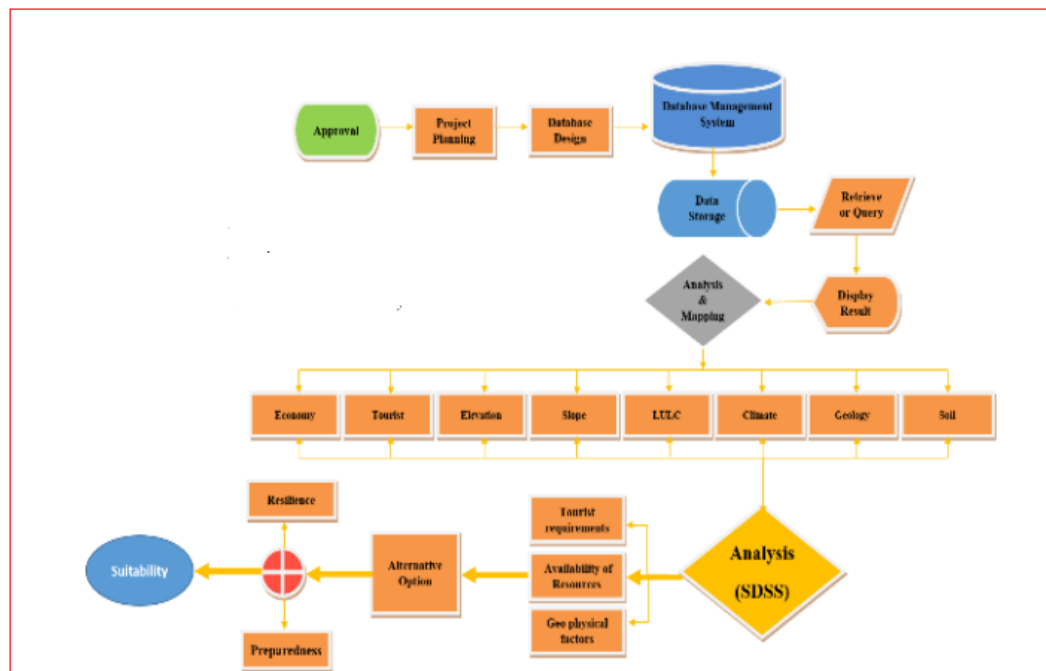 Approval
Project
Planning
Database
Design
Database Management
System
Data
Storage
Retrieve
or Query
Display
Result
Analysis
&
Mapping
Economy
Tourist
Elevation
Slope
LULC
Climate
Geology
Soil
Resilience
Tourist
requirements
Analysis
(SDSS)
Availability of
Resources
Alternative
Option
Suitability
Geo physical
factors
Preparedness